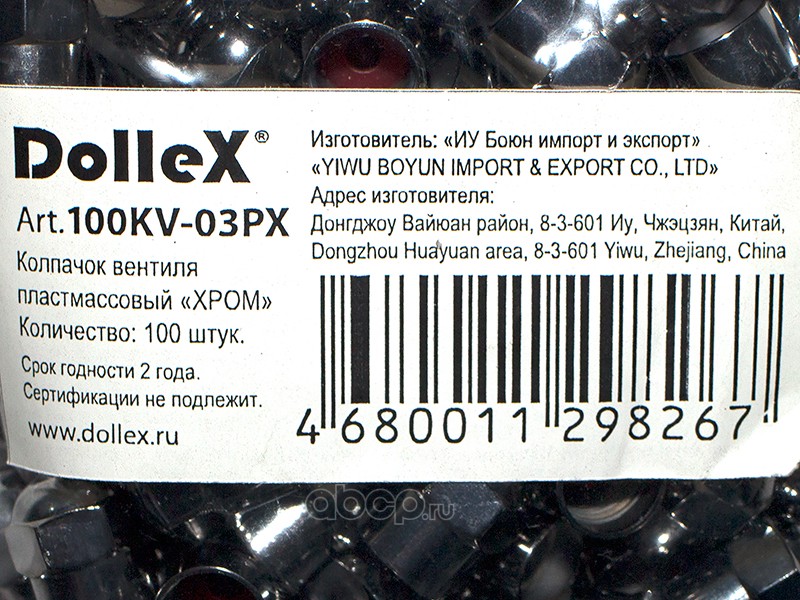 DolleX®
Art.100KV-03PX
Колпачок вентиля
пластмассовый «ХРОМ»
Количество: 100 штук.
Срок годности 2 года.
Сертификации не подлежит.
www.dollex.ru
Изготовитель: «ИУ Боюн импорт и экспорт»
«YIWU BOYUN IMPORT & EXPORT CO., LTD»
Адрес изготовителя:
Донгджоу Вайюан район, 8-3-601 Иу, Чжэцзян, Китай,
Dongzhou Huayuan area, 8-3-601 Yiwu, Zhejiang, China
4 680011 298267
abcp.ru